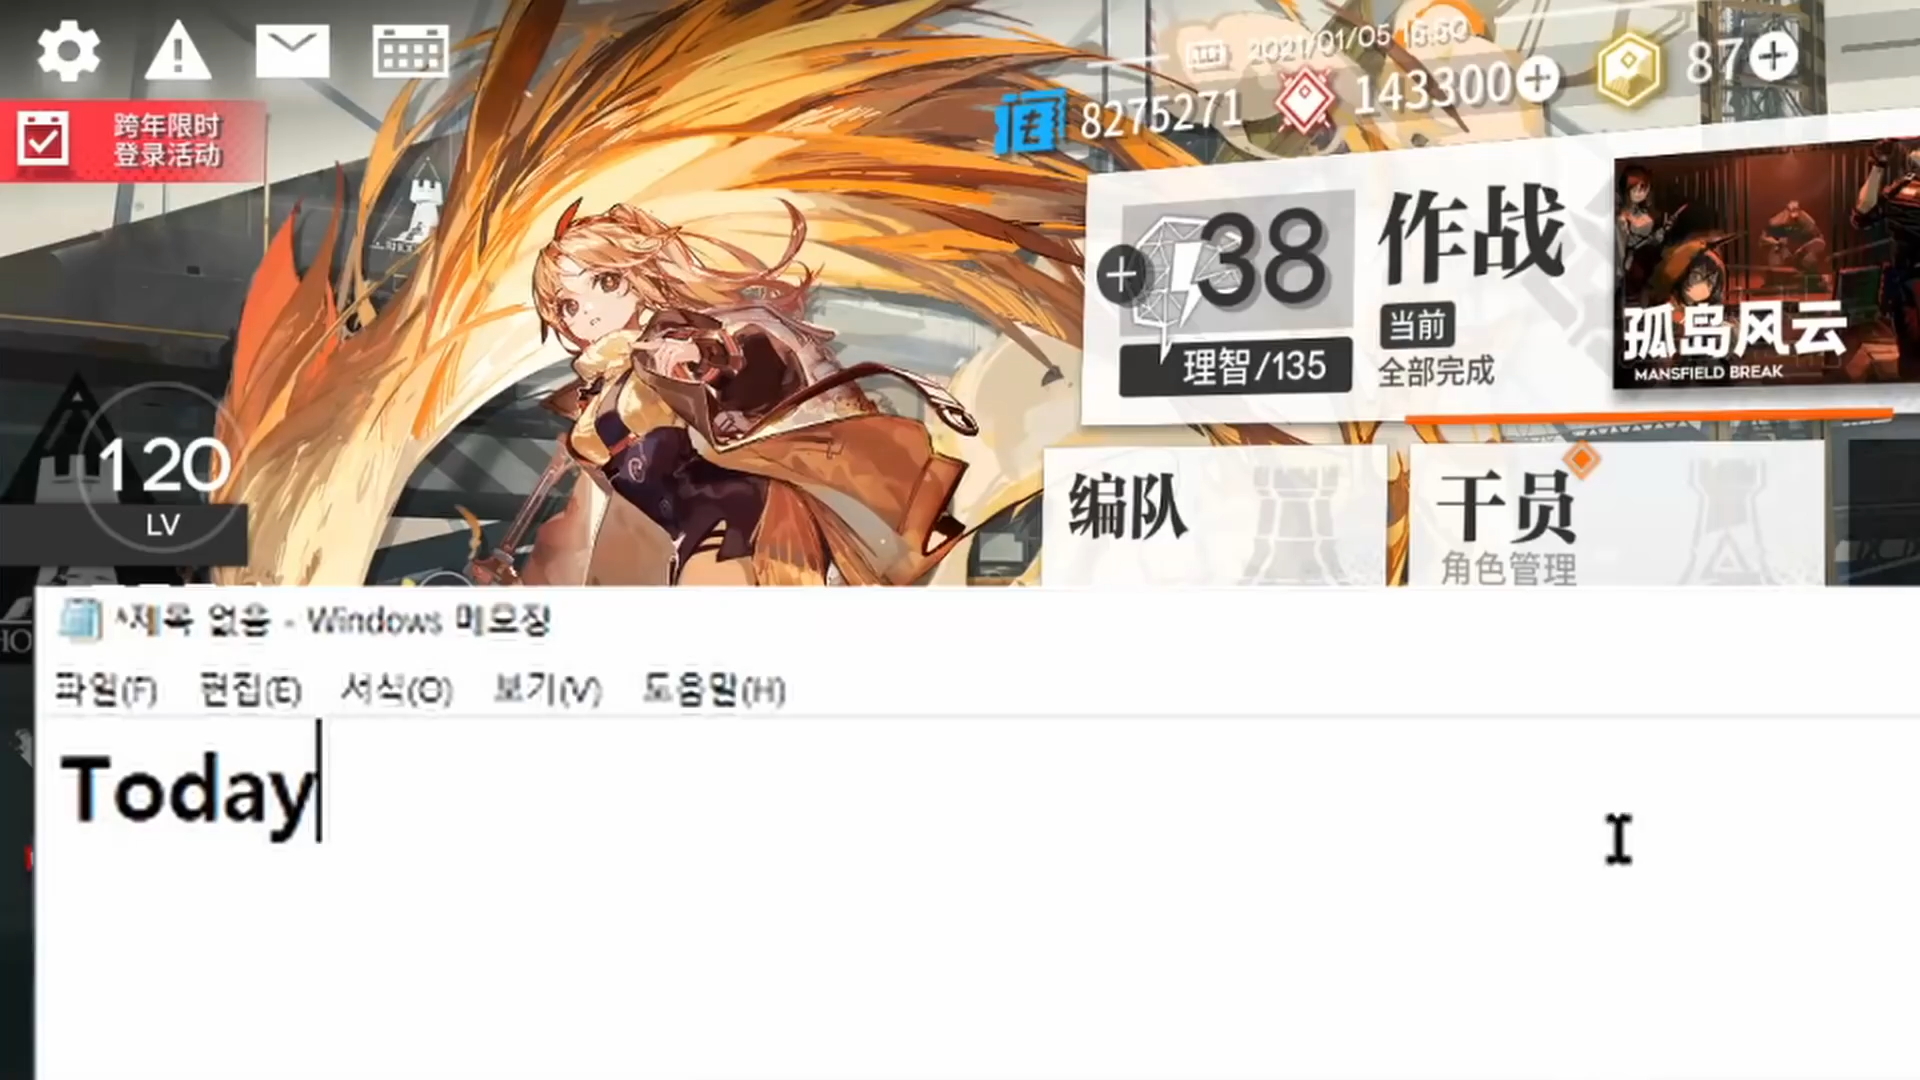 2021/01/05 15:50
8275271
143300
87
跨年限时
登录活动
38
理智/135
作战
当前
全部完成
孤岛风云
MANSFIELD BREAK
120
LV
编队
干员
角色管理
*제목 없음 - Windows 메모장
파일(F) 편집(E) 서식(O) 보기(V) 도움말(H)
Today